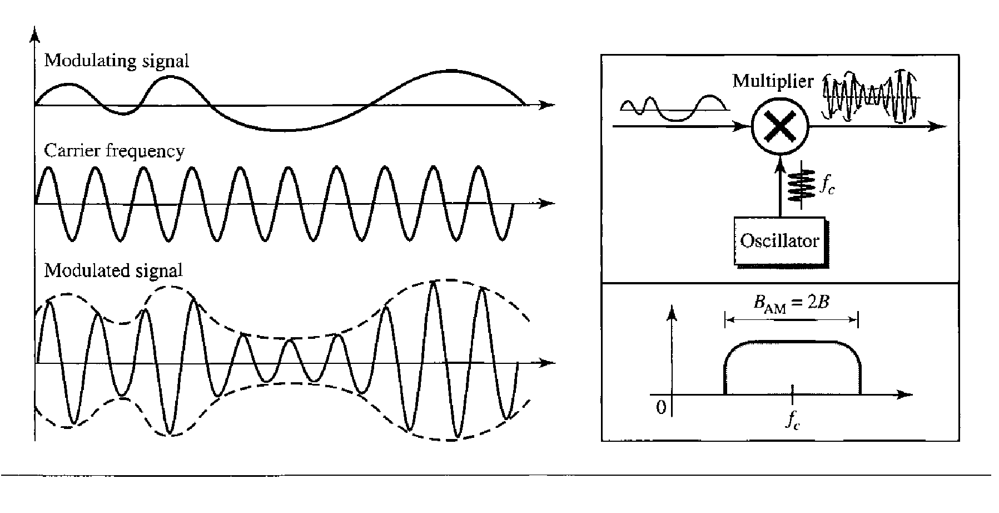 Modulating signal
Carrier frequency
Modulated signal
Multiplier
f_c
Oscillator
B_AM = 2B
0
f_c